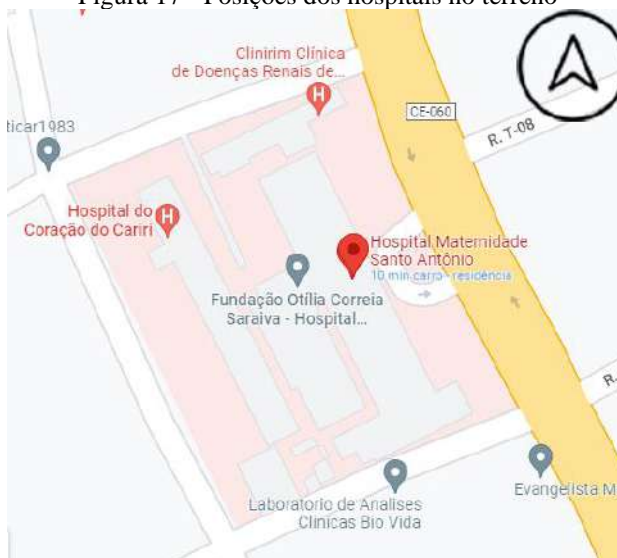 Figura 17 - Posições dos hospitais no terreno
Clinirim Clínica
de Doenças Renais de...
H
CE-060
R. T-08
ticar1983
Hospital do
Coração do Cariri
H
Hospital Maternidade
Santo Antônio
10 min carro - residência
Fundação Otília Correia
Saraiva - Hospital...
R.
Laboratorio de Analises
Clinicas Bio Vida
Evangelista M